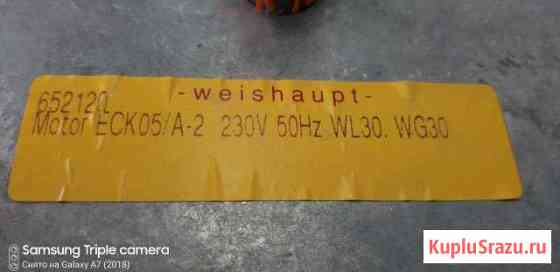 -weishaupt-
652120
Motor ECK05/A-2 230V 50Hz WL30. WG30
Samsung Triple camera
Снято на Galaxy A7 (2018)
KupluSrazu.ru